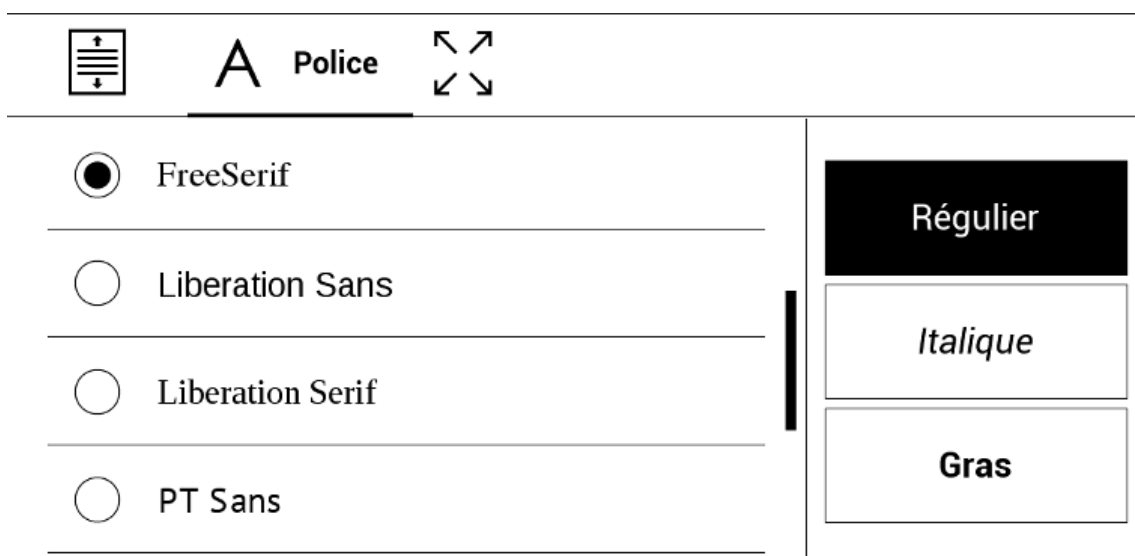 Police
FreeSerif
Liberation Sans
Liberation Serif
PT Sans
Régulier
Italique
Gras